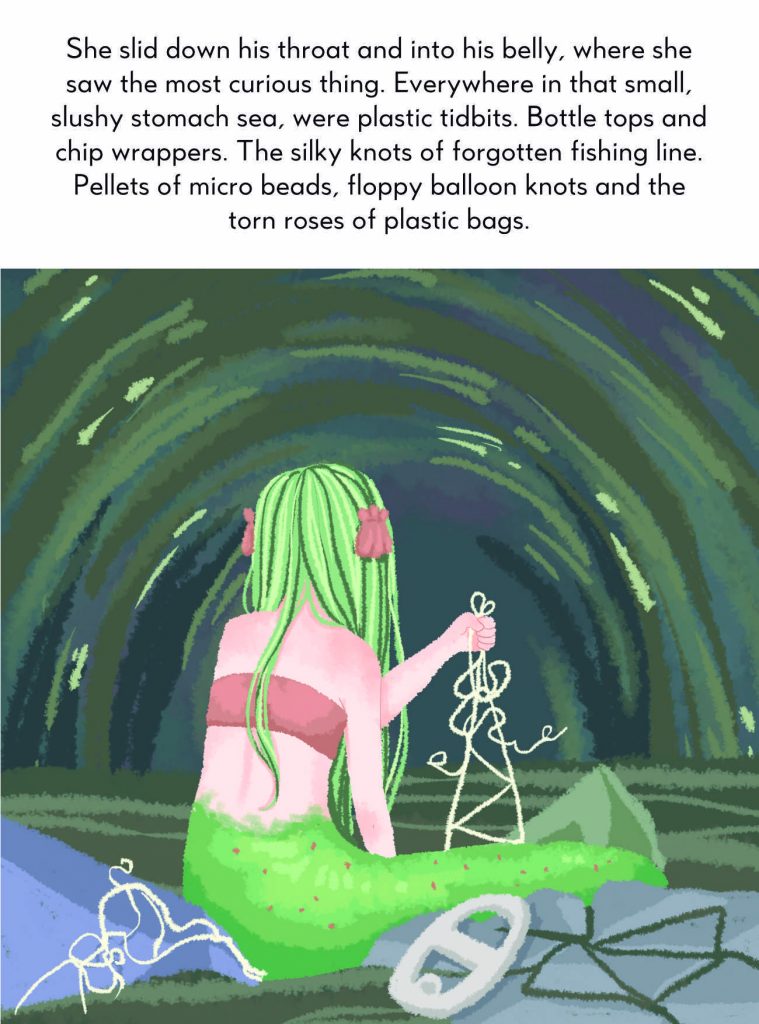 She slid down his throat and into his belly, where she
saw the most curious thing. Everywhere in that small,
slushy stomach sea, were plastic tidbits. Bottle tops and
chip wrappers. The silky knots of forgotten fishing line.
Pellets of micro beads, floppy balloon knots and the
torn roses of plastic bags.